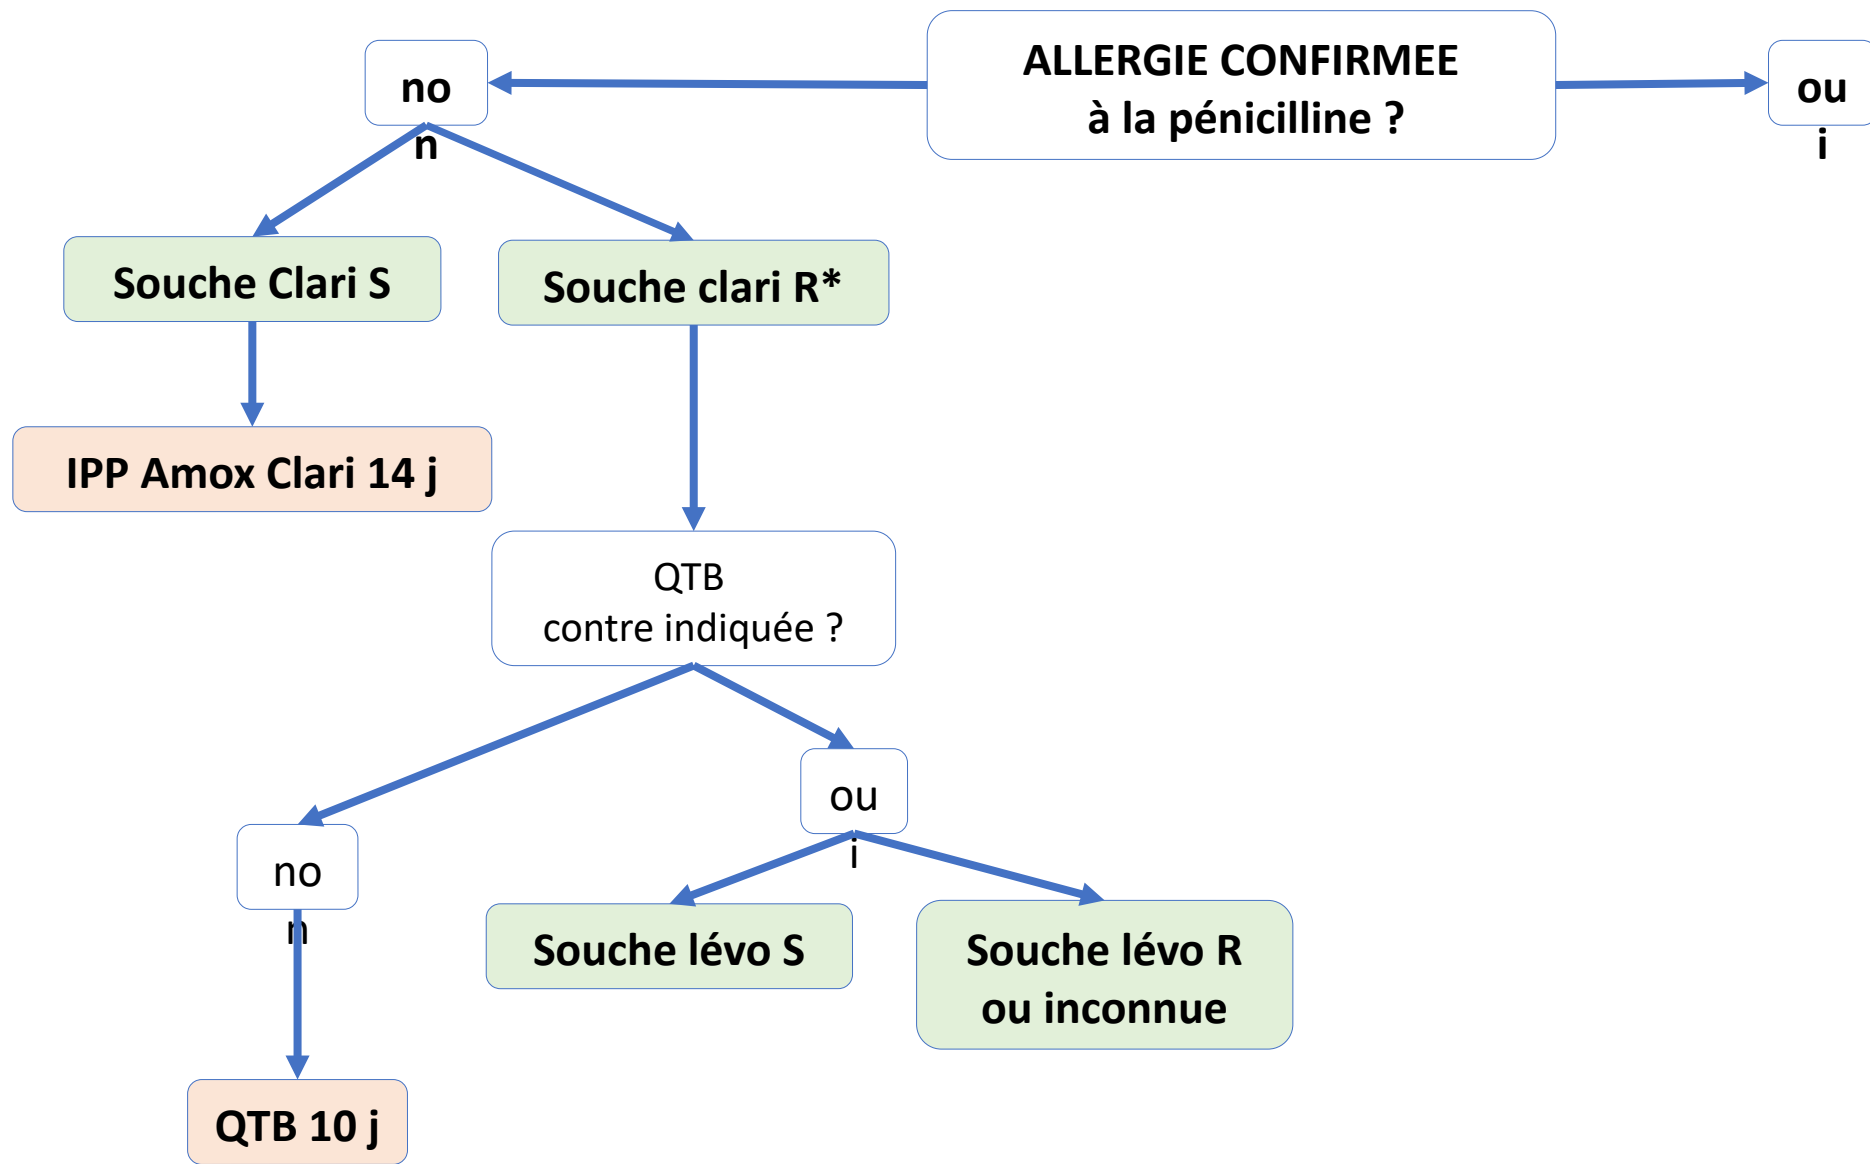 ALLERGIE CONFIRMEE
à la pénicilline ?
no
n
ou
i
Souche Clari S
Souche clari R*
IPP Amox Clari 14 j
QTB
contre indiquée ?
no
n
ou
i
Souche lévo S
Souche lévo R
ou inconnue
QTB 10 j